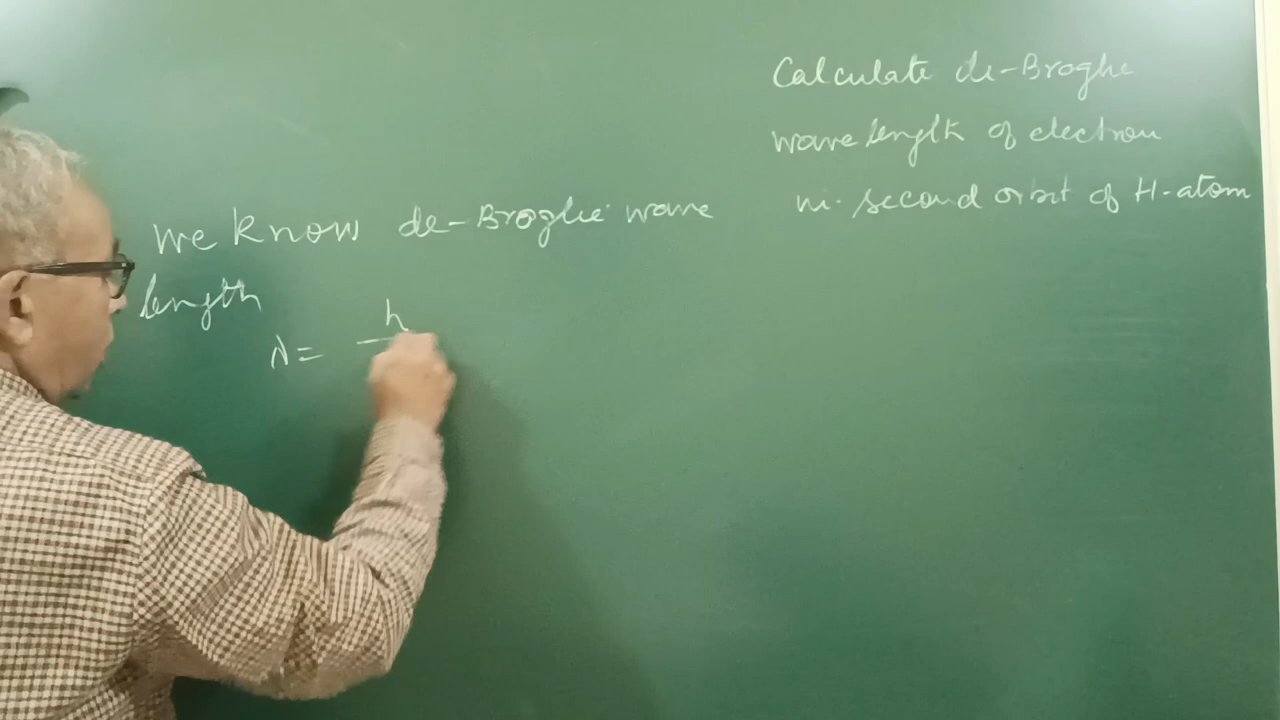 Calculate de-Broglie
wave length of electron
in second orbit of H-atom
we know de-Broglie wave
length
λ = h